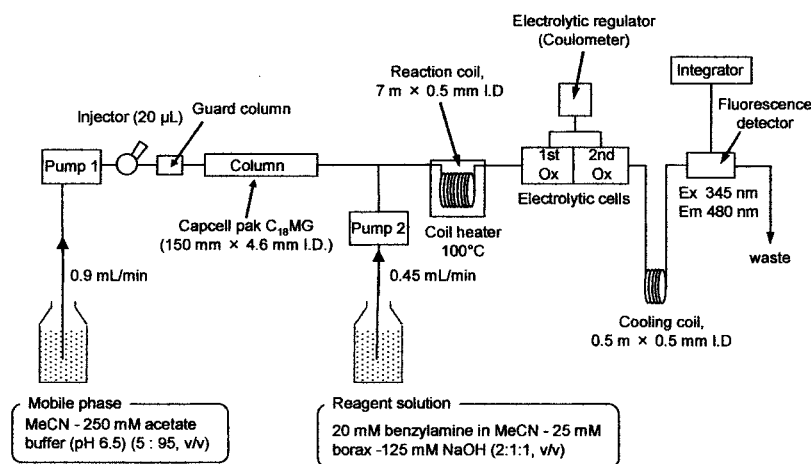 Electrolytic regulator
(Coulometer)
Reaction coil,
7 m × 0.5 mm I.D
Integrator
Injector (20 µL)
Guard column
Fluorescence
detector
Pump 1
Column
1st
Ox
2nd
Ox
Electrolytic cells
Ex 345 nm
Em 480 nm
Capcell pak C18MG
(150 mm × 4.6 mm I.D.)
Pump 2
Coil heater
100°C
waste
0.9 mL/min
0.45 mL/min
Cooling coil,
0.5 m × 0.5 mm I.D
Mobile phase
MeCN - 250 mM acetate
buffer (pH 6.5) (5 : 95, v/v)
Reagent solution
20 mM benzylamine in MeCN - 25 mM
borax -125 mM NaOH (2:1:1, v/v)